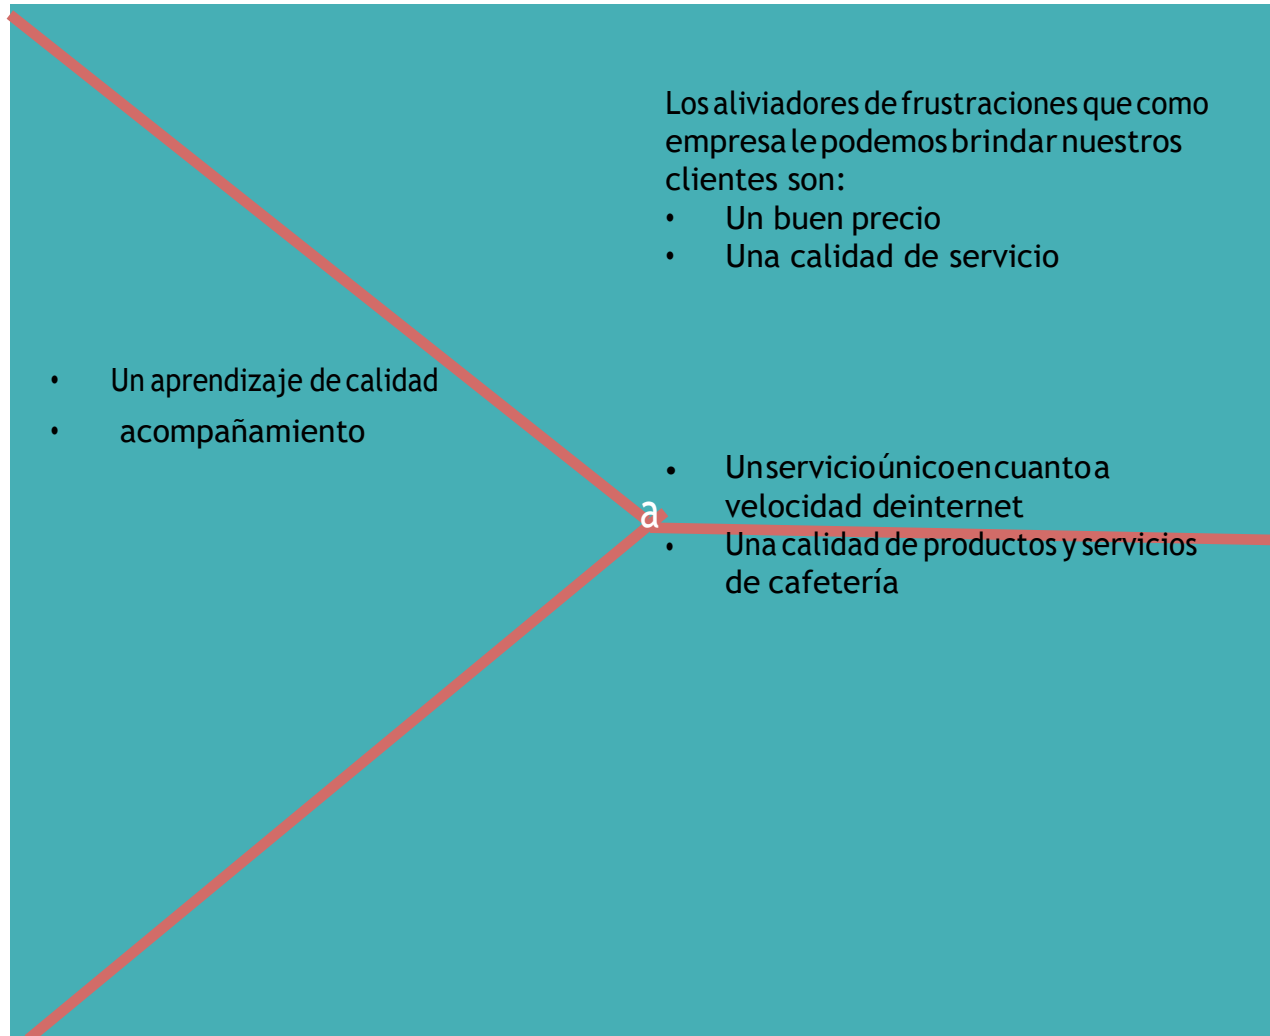 Los aliviadores de frustraciones que como
empresa le podemos brindar nuestros
clientes son:
• Un buen precio
• Una calidad de servicio
• Un aprendizaje de calidad
• acompañamiento
• Un servicio único en cuanto a
velocidad de internet
a
• Una calidad de productos y servicios
de cafetería